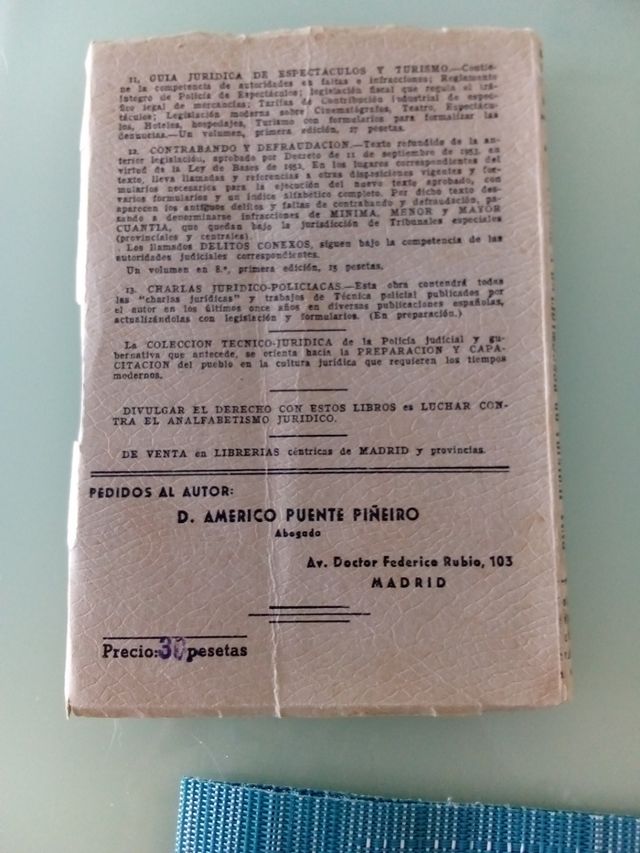 11. GUIA JURIDICA DE ESPECTACULOS Y TURISMO.—Contie-
ne la competencia de autoridades en faltas e infracciones; Reglamento
íntegro de Policía de Espectáculos; legislación fiscal que regula el trá-
fico legal de mercancías; Tarifas de Contribución industrial de espec-
táculos; Legislación moderna sobre Cinematógrafos, Teatro, Espectácu-
los, Hoteles, hospedajes, Turismo con formularios para formalizar las
denuncias.—Un volumen, primera edición, 17 pesetas.
12. CONTRABANDO Y DEFRAUDACION.—Texto refundido de la an-
terior legislación, aprobado por Decreto de 11 de septiembre de 1953, en
virtud de la Ley de Bases de 1952. En los lugares correspondientes del
texto, lleva llamadas y referencias a otras disposiciones vigentes y for-
mularios necesarios para la ejecución del nuevo texto aprobado, con
varios formularios y un índice alfabético completo. Por dicho texto des-
aparecen los antiguos delitos y faltas de contrabando y defraudación, pa-
sando a denominarse infracciones de MINIMA, MENOR y MAYOR
CUANTIA, que quedan bajo la jurisdicción de Tribunales especiales
(provinciales y centrales).
Los llamados DELITOS CONEXOS, siguen bajo la competencia de las
autoridades judiciales correspondientes.
Un volumen en 8.º, primera edición, 15 pesetas.
13. CHARLAS JURIDICO-POLICIACAS.—Esta obra contendrá todas
las "charlas jurídicas" y trabajos de Técnica policial publicados por
el autor en los últimos once años en diversas publicaciones españolas,
actualizándolas con legislación y formularios. (En preparación.)
La COLECCION TECNICO-JURIDICA de la Policía judicial y gu-
bernativa que antecede, se orienta hacia la PREPARACION Y CAPA-
CITACION del pueblo en la cultura jurídica que requieren los tiempos
modernos.
DIVULGAR EL DERECHO CON ESTOS LIBROS es LUCHAR CON-
TRA EL ANALFABETISMO JURIDICO.
DE VENTA en LIBRERIAS céntricas de MADRID y provincias.
PEDIDOS AL AUTOR:
D. AMERICO PUENTE PIÑEIRO
Abogado
Av. Doctor Federico Rubio, 103
MADRID
Precio: 30 pesetas